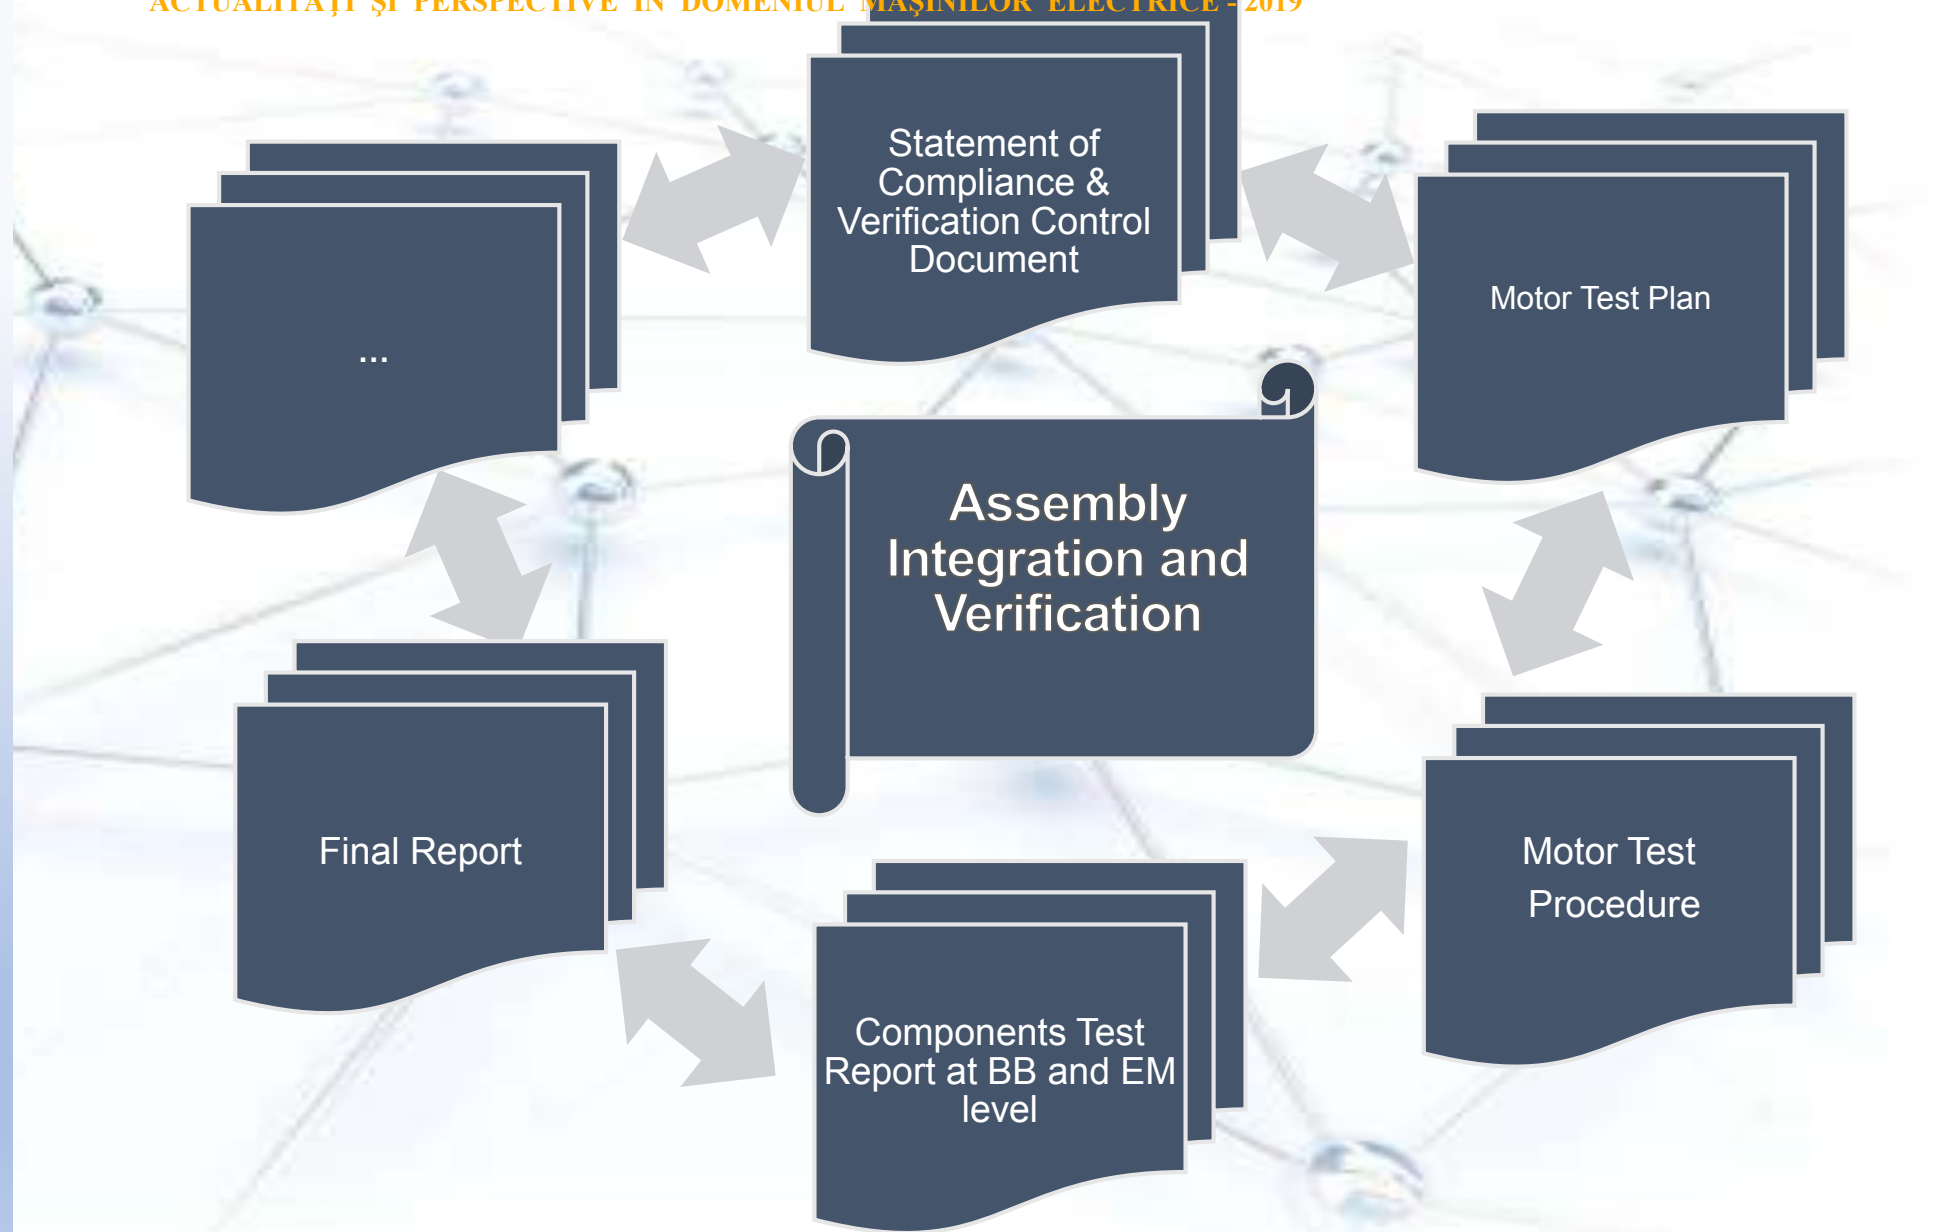 ACTUALITĂŢI ŞI PERSPECTIVE ÎN DOMENIUL MAŞINILOR ELECTRICE - 2019
Statement of
Compliance &
Verification Control
Document
Motor Test Plan
...
Assembly
Integration and
Verification
Final Report
Motor Test
Procedure
Components Test
Report at BB and EM
level